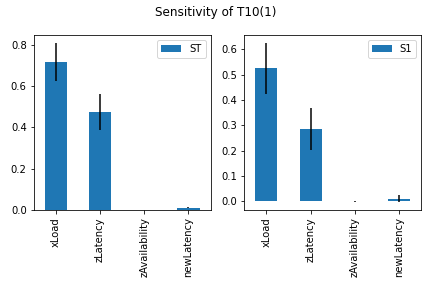 Sensitivity of T10(1)
ST
0.8
0.6
0.4
0.2
0.0
xLoad
zLatency
zAvailability
newLatency
S1
0.6
0.5
0.4
0.3
0.2
0.1
0.0
xLoad
zLatency
zAvailability
newLatency